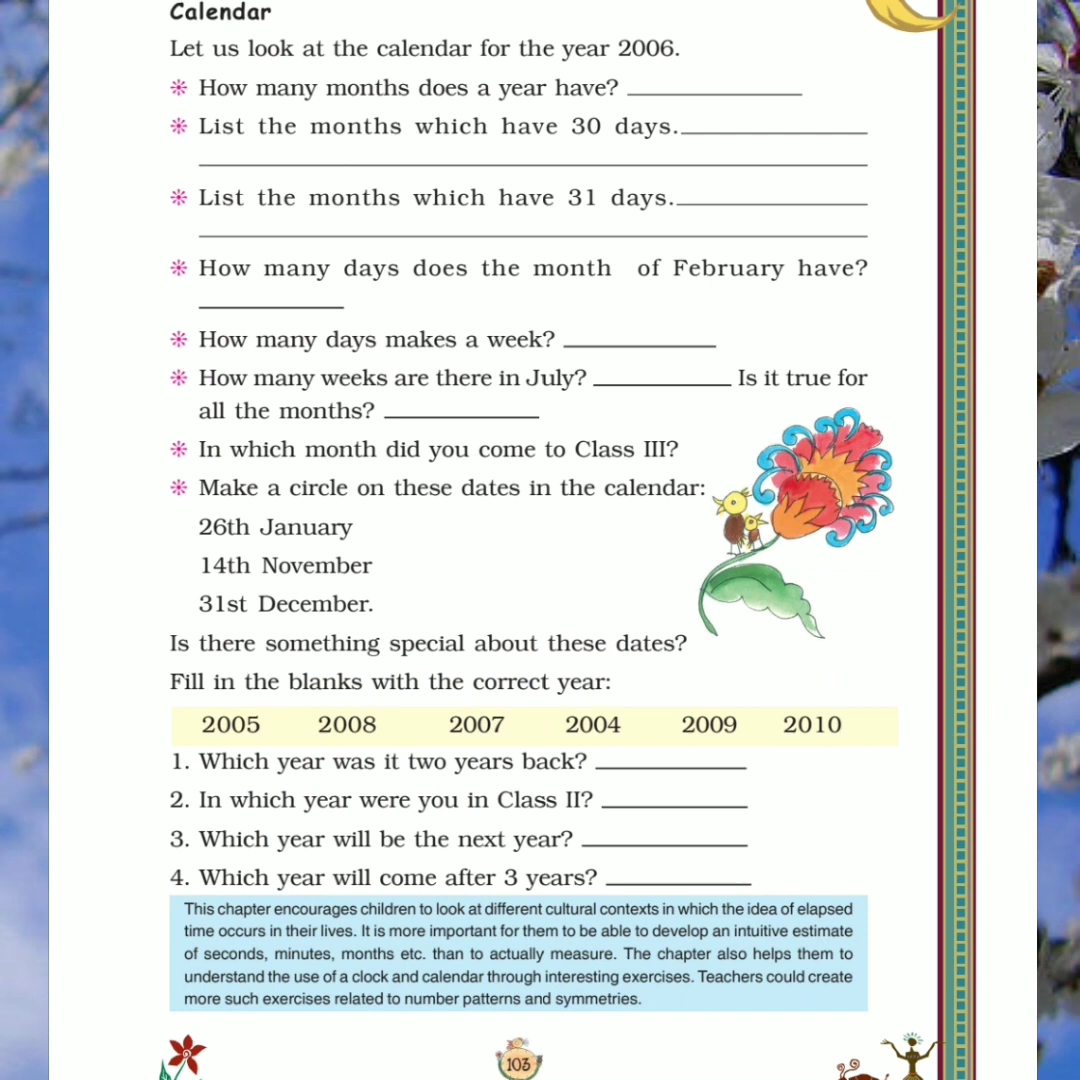 Calendar
Let us look at the calendar for the year 2006.
How many months does a year have?
List the months which have 30 days.
List the months which have 31 days.
How many days does the month of February have?
How many days makes a week?
How many weeks are there in July? Is it true for
all the months?
In which month did you come to Class III?
Make a circle on these dates in the calendar:
26th January
14th November
31st December.
Is there something special about these dates?
Fill in the blanks with the correct year:
2005 2008 2007 2004 2009 2010
1. Which year was it two years back?
2. In which year were you in Class II?
3. Which year will be the next year?
4. Which year will come after 3 years?
This chapter encourages children to look at different cultural contexts in which the idea of elapsed
time occurs in their lives. It is more important for them to be able to develop an intuitive estimate
of seconds, minutes, months etc. than to actually measure. The chapter also helps them to
understand the use of a clock and calendar through interesting exercises. Teachers could create
more such exercises related to number patterns and symmetries.
103